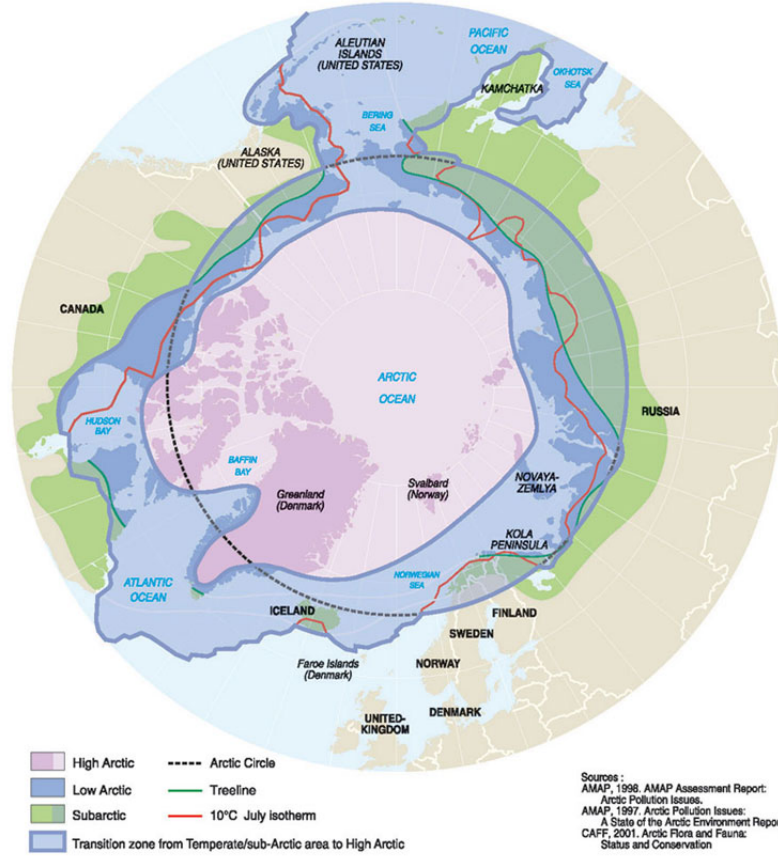 PACIFIC
OCEAN
ALEUTIAN
ISLANDS
(UNITED STATES)
OKHOTSK
SEA
KAMCHATKA
BERING
SEA
ALASKA
(UNITED STATES)
CANADA
ARCTIC
OCEAN
RUSSIA
HUDSON
BAY
BAFFIN
BAY
Greenland
(Denmark)
Svalbard
(Norway)
NOVAYA-
ZEMLYA
KOLA
PENINSULA
ATLANTIC
OCEAN
NORWEGIAN
SEA
ICELAND
FINLAND
SWEDEN
Faroe Islands
(Denmark)
NORWAY
UNITED-
KINGDOM
DENMARK
High Arctic
Arctic Circle
Low Arctic
Treeline
Subarctic
10°C July isotherm
Transition zone from Temperate/sub-Arctic area to High Arctic
Sources :
AMAP, 1998. AMAP Assessment Report:
Arctic Pollution Issues.
AMAP, 1997. Arctic Pollution Issues:
A State of the Arctic Environment Repor
CAFF, 2001. Arctic Flora and Fauna:
Status and Conservation